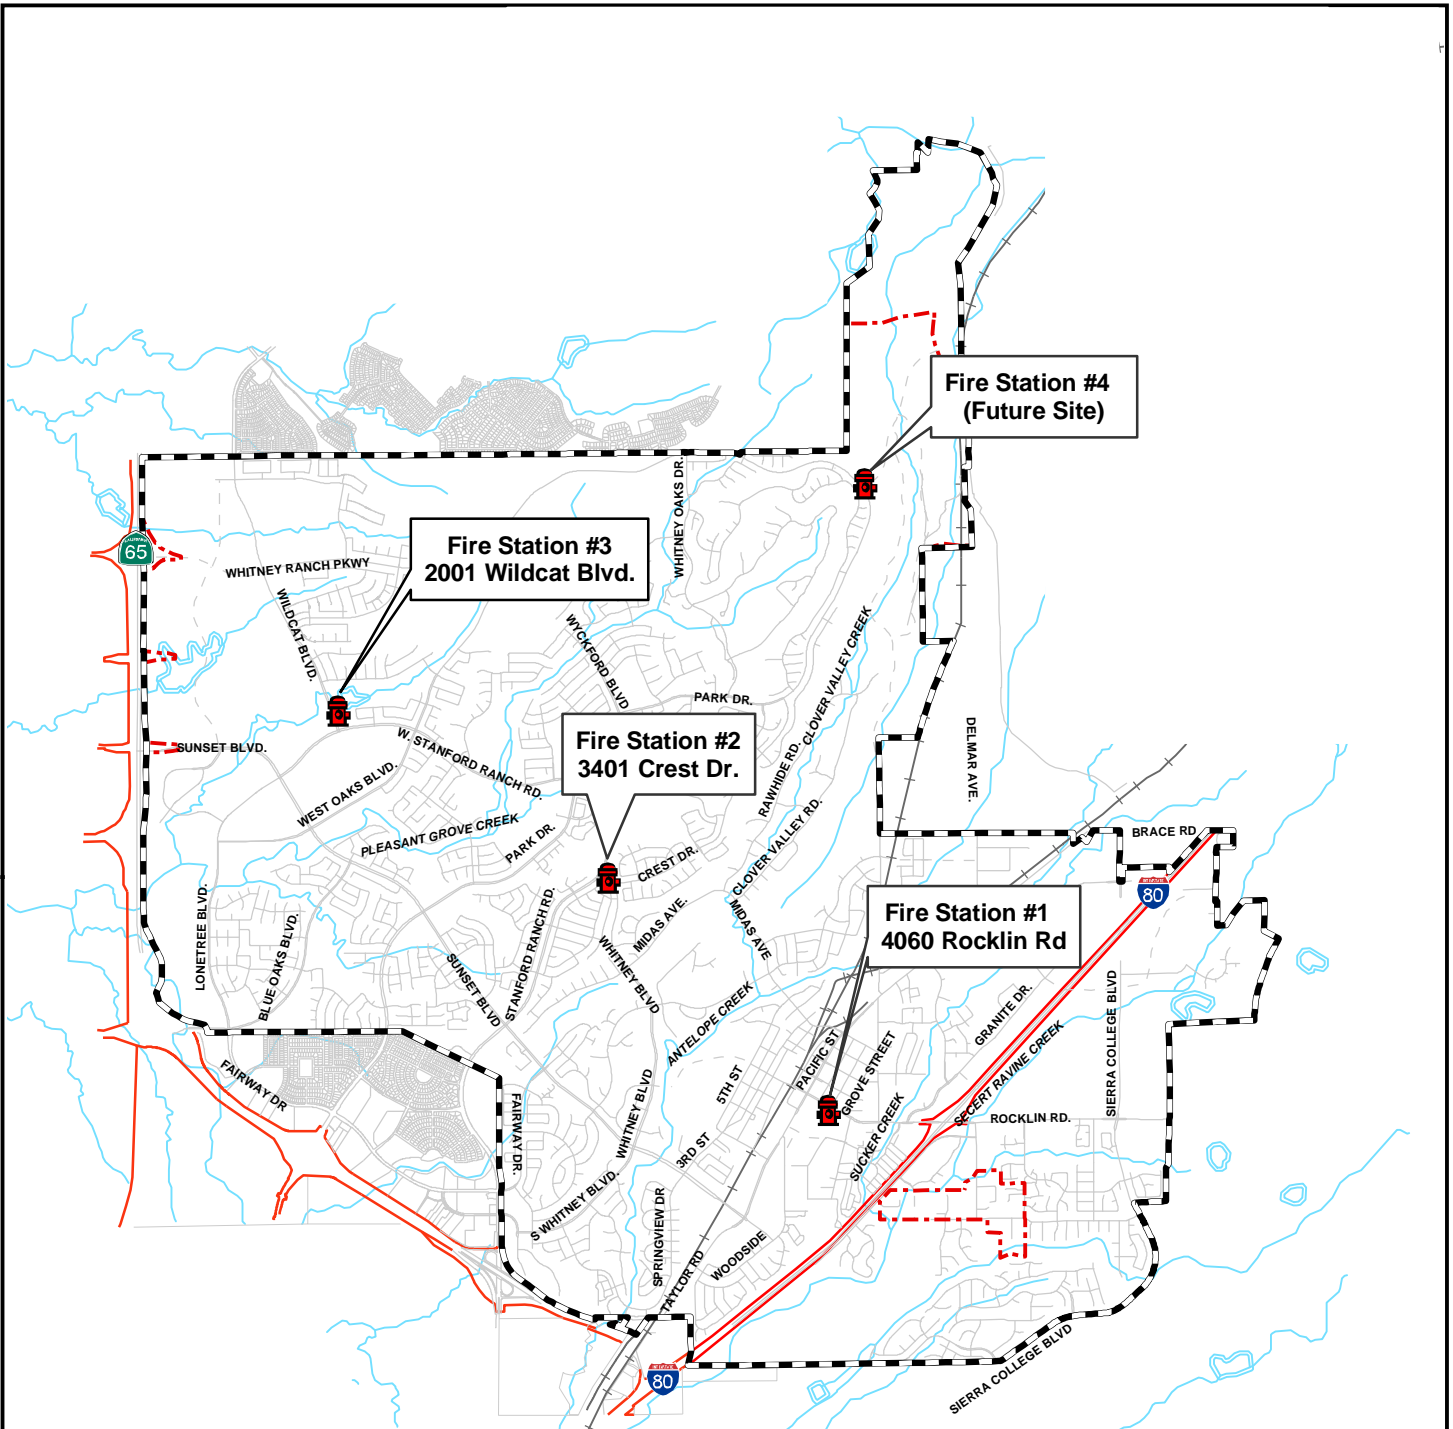 Fire Station #4
(Future Site)
WHITNEY OAKS DR.
Fire Station #3
2001 Wildcat Blvd.
65
WHITNEY RANCH PKWY
WILDCAT BLVD.
WYCKFORD BLVD
CLOVER VALLEY CREEK
PARK DR.
Fire Station #2
3401 Crest Dr.
SUNSET BLVD.
W. STANFORD RANCH RD.
RAWHIDE RD.
DELMAR AVE.
WEST OAKS BLVD.
PLEASANT GROVE CREEK
PARK DR.
CLOVER VALLEY RD.
BRACE RD
CREST DR.
80
Fire Station #1
4060 Rocklin Rd
LONETREE BLVD.
BLUE OAKS BLVD.
SUNSET BLVD
STANFORD RANCH RD.
MIDAS AVE.
WHITNEY BLVD
MIDAS AVE
ANTELOPE CREEK
GRANITE DR.
SIERRA COLLEGE BLVD
FAIRWAY DR
FAIRWAY DR.
WHITNEY BLVD
5TH ST
PACIFIC ST
GROVE STREET
SECERT RAVINE CREEK
ROCKLIN RD.
3RD ST
SUCKER CREEK
S WHITNEY BLVD.
SPRINGVIEW DR
TAYLOR RD
WOODSIDE
80
SIERRA COLLEGE BLVD